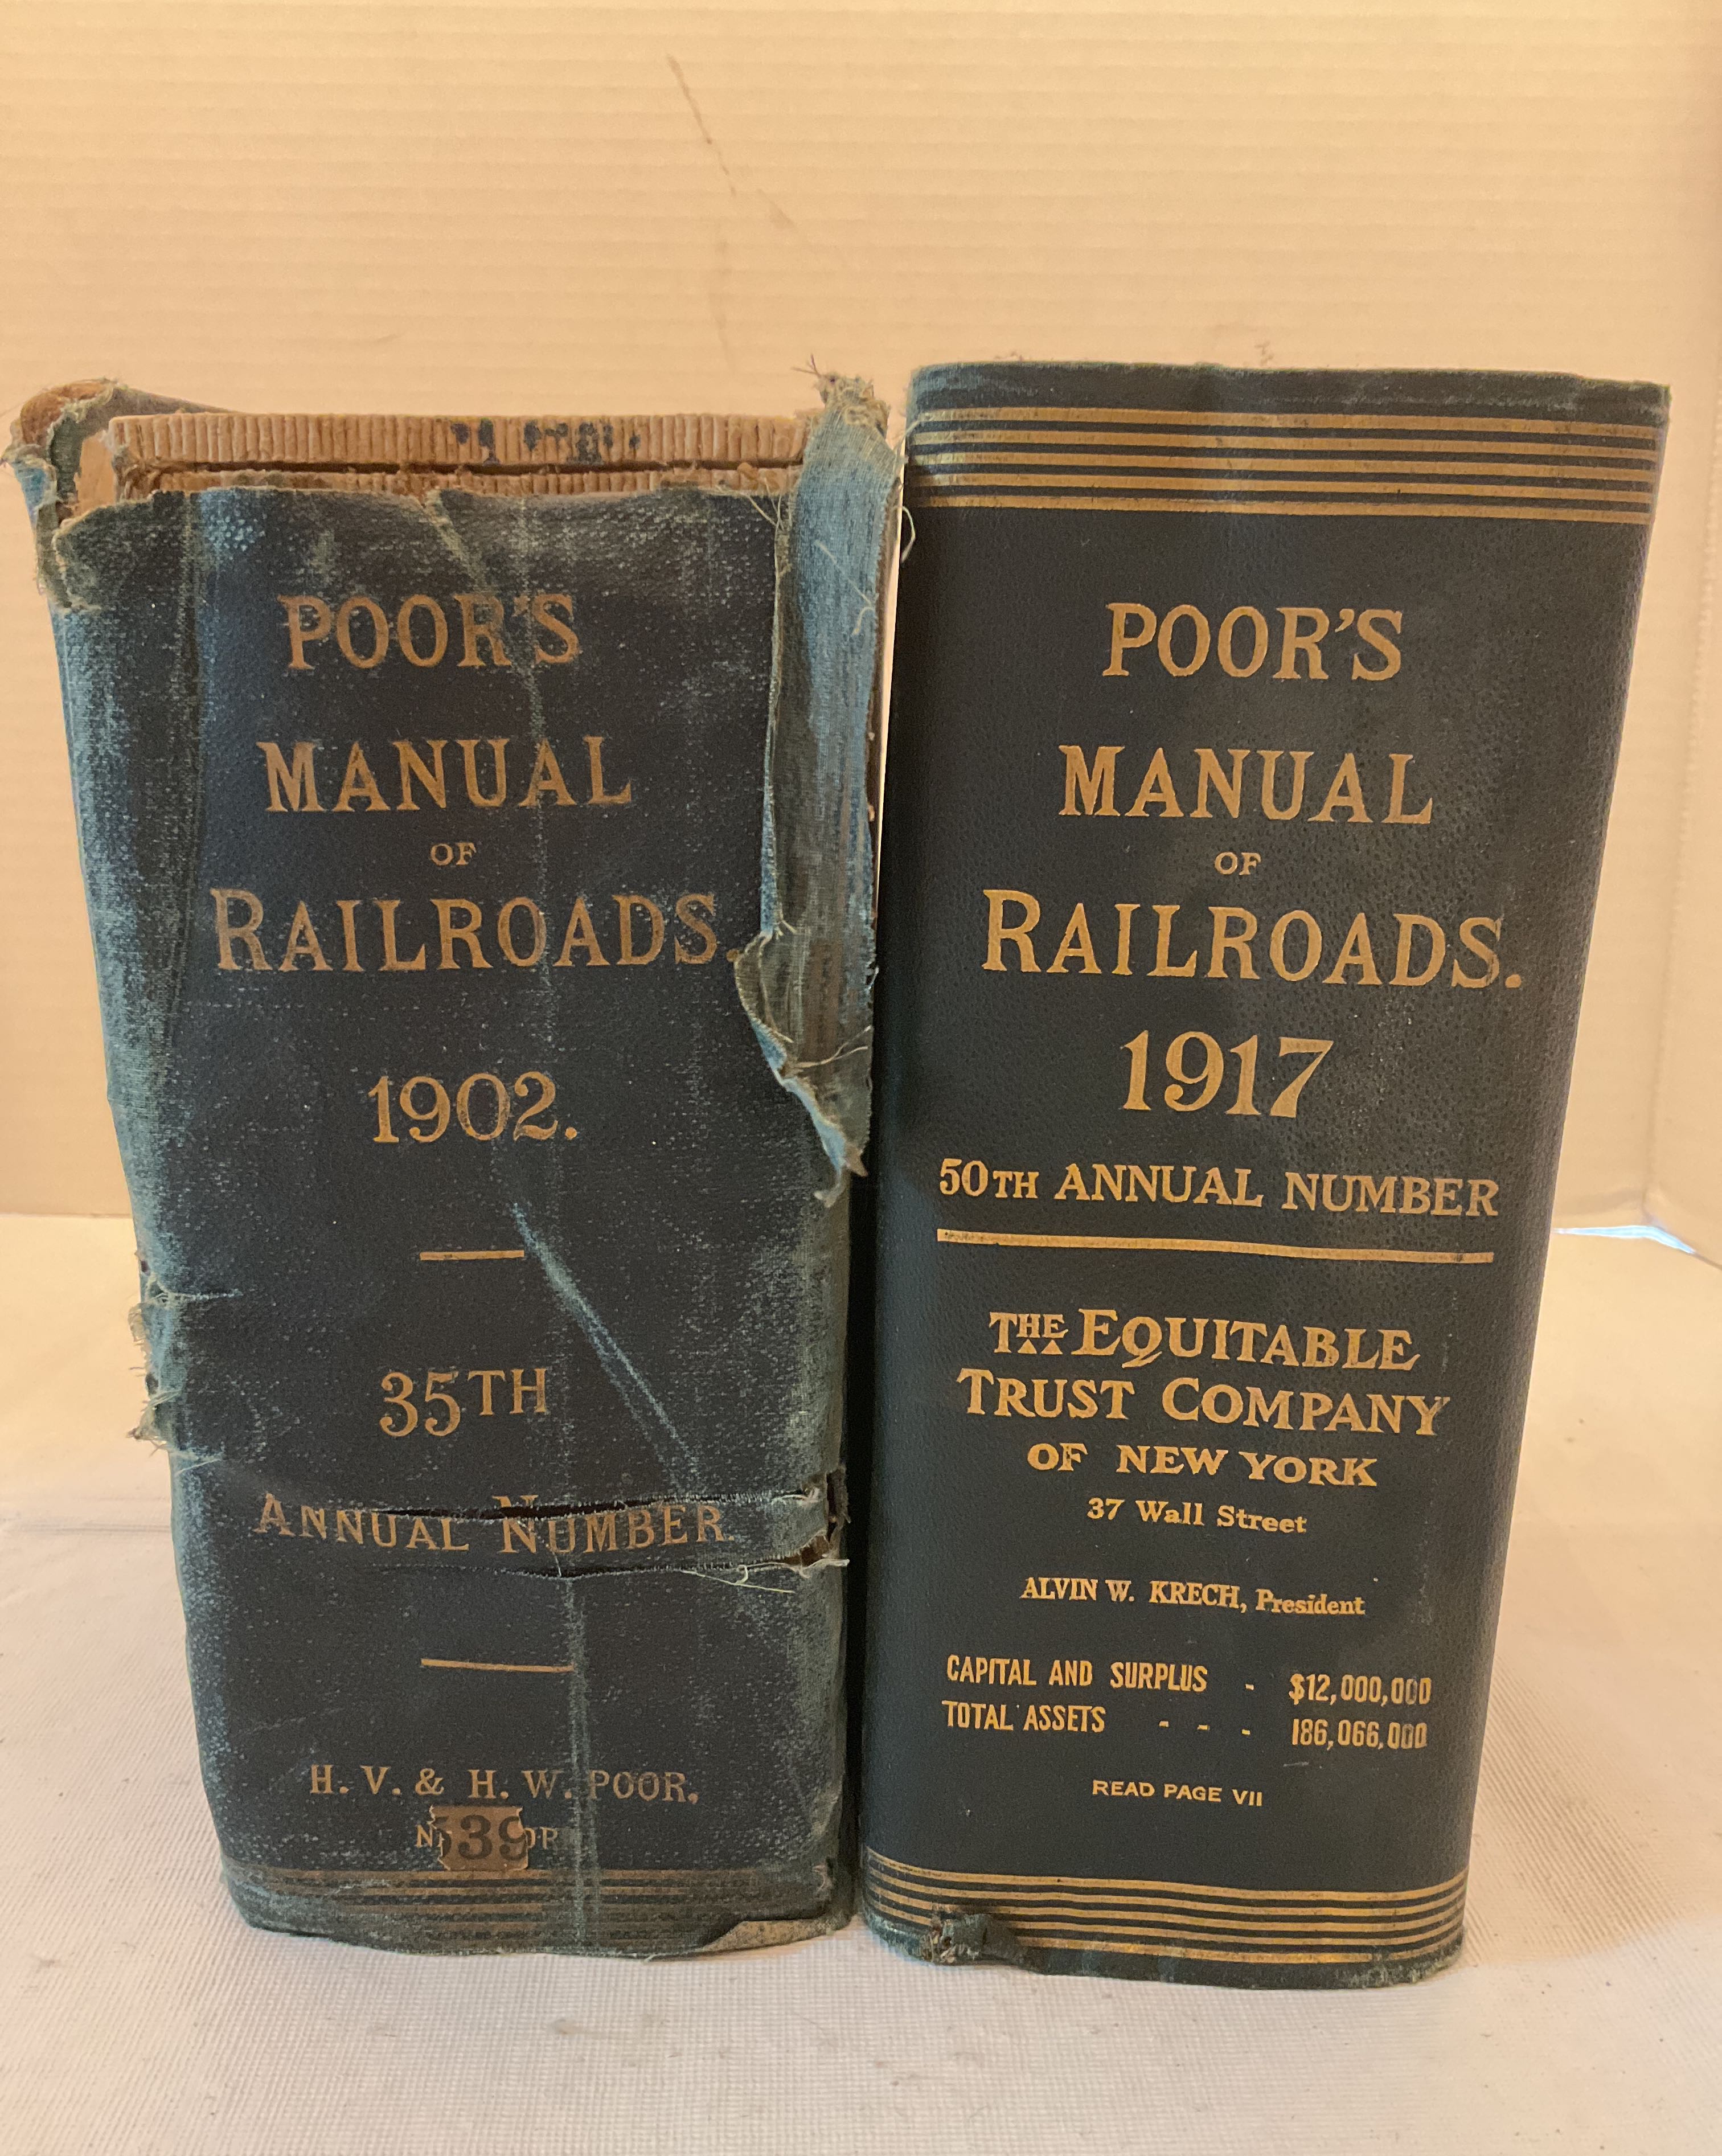 POOR'S
MANUAL
OF
RAILROADS.
1902.
35TH
ANNUAL NUMBER.
H. V. & H. W. POOR,
539
POOR'S
MANUAL
OF
RAILROADS.
1917
50TH ANNUAL NUMBER
THE EQUITABLE
TRUST COMPANY
OF NEW YORK
37 Wall Street
ALVIN W. KRECH, President
CAPITAL AND SURPLUS - $12,000,000
TOTAL ASSETS - - - 186,066,000
READ PAGE VII